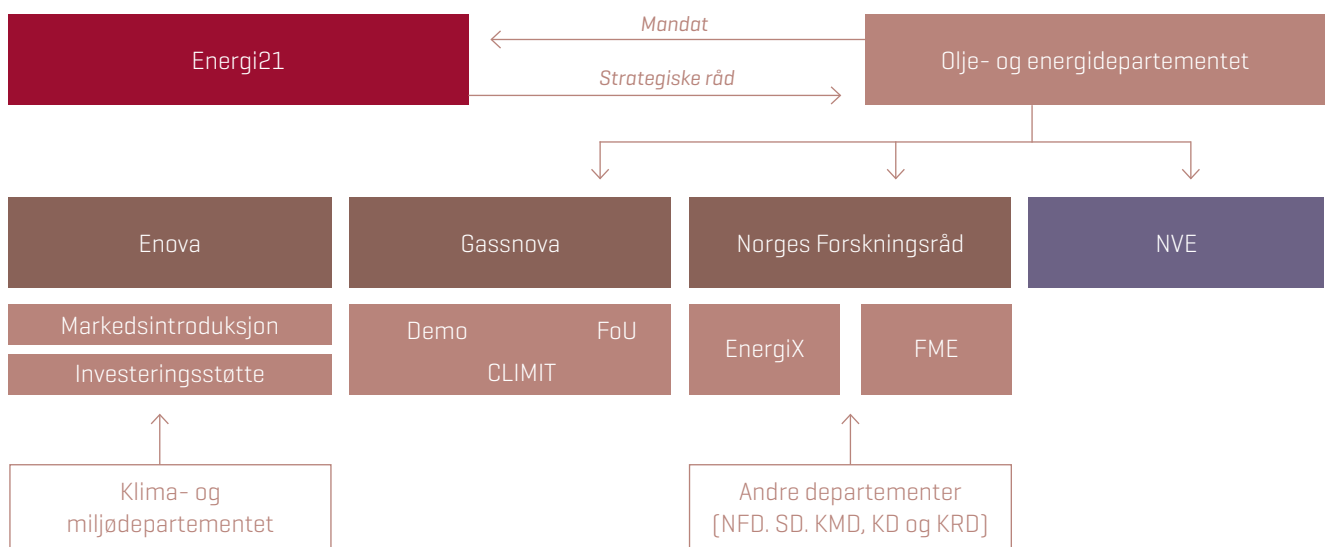 Energi21
Mandat
Strategiske råd
Olje- og energidepartementet
Enova
Gassnova
Norges Forskningsråd
NVE
Markedsintroduksjon
Investeringsstøtte
Demo FoU
CLIMIT
EnergiX
FME
Klima- og
miljødepartementet
Andre departementer
(NFD. SD. KMD, KD og KRD)